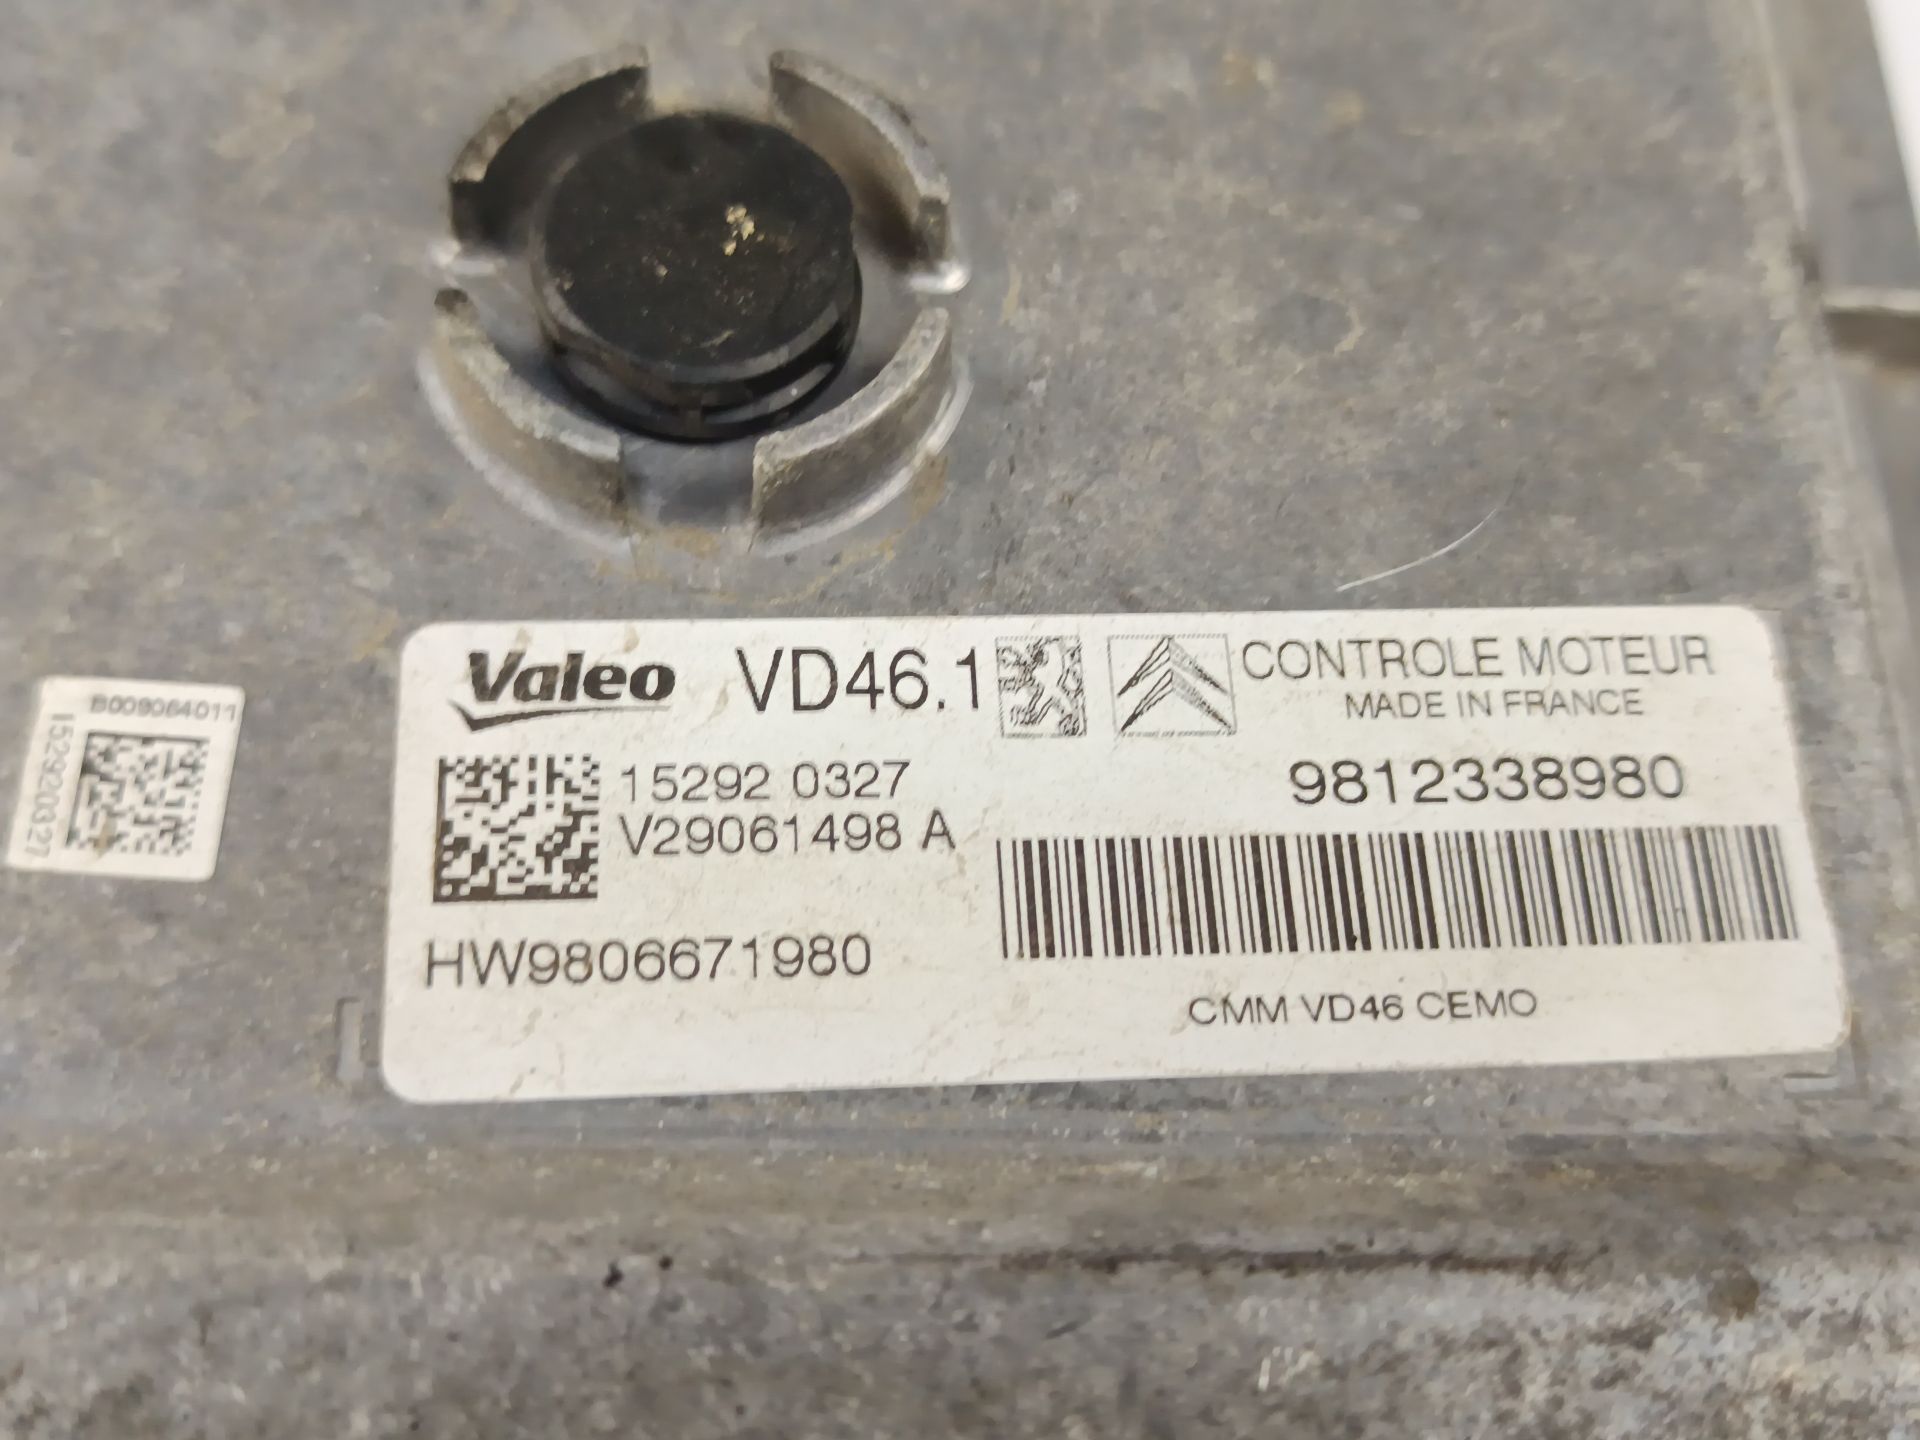 Valeo VD46.1 CONTROLE MOTEUR
MADE IN FRANCE
15292 0327
9812338980
V29061498 A
HW9806671980
CMM VD46 CEMO
B009064011
152920327